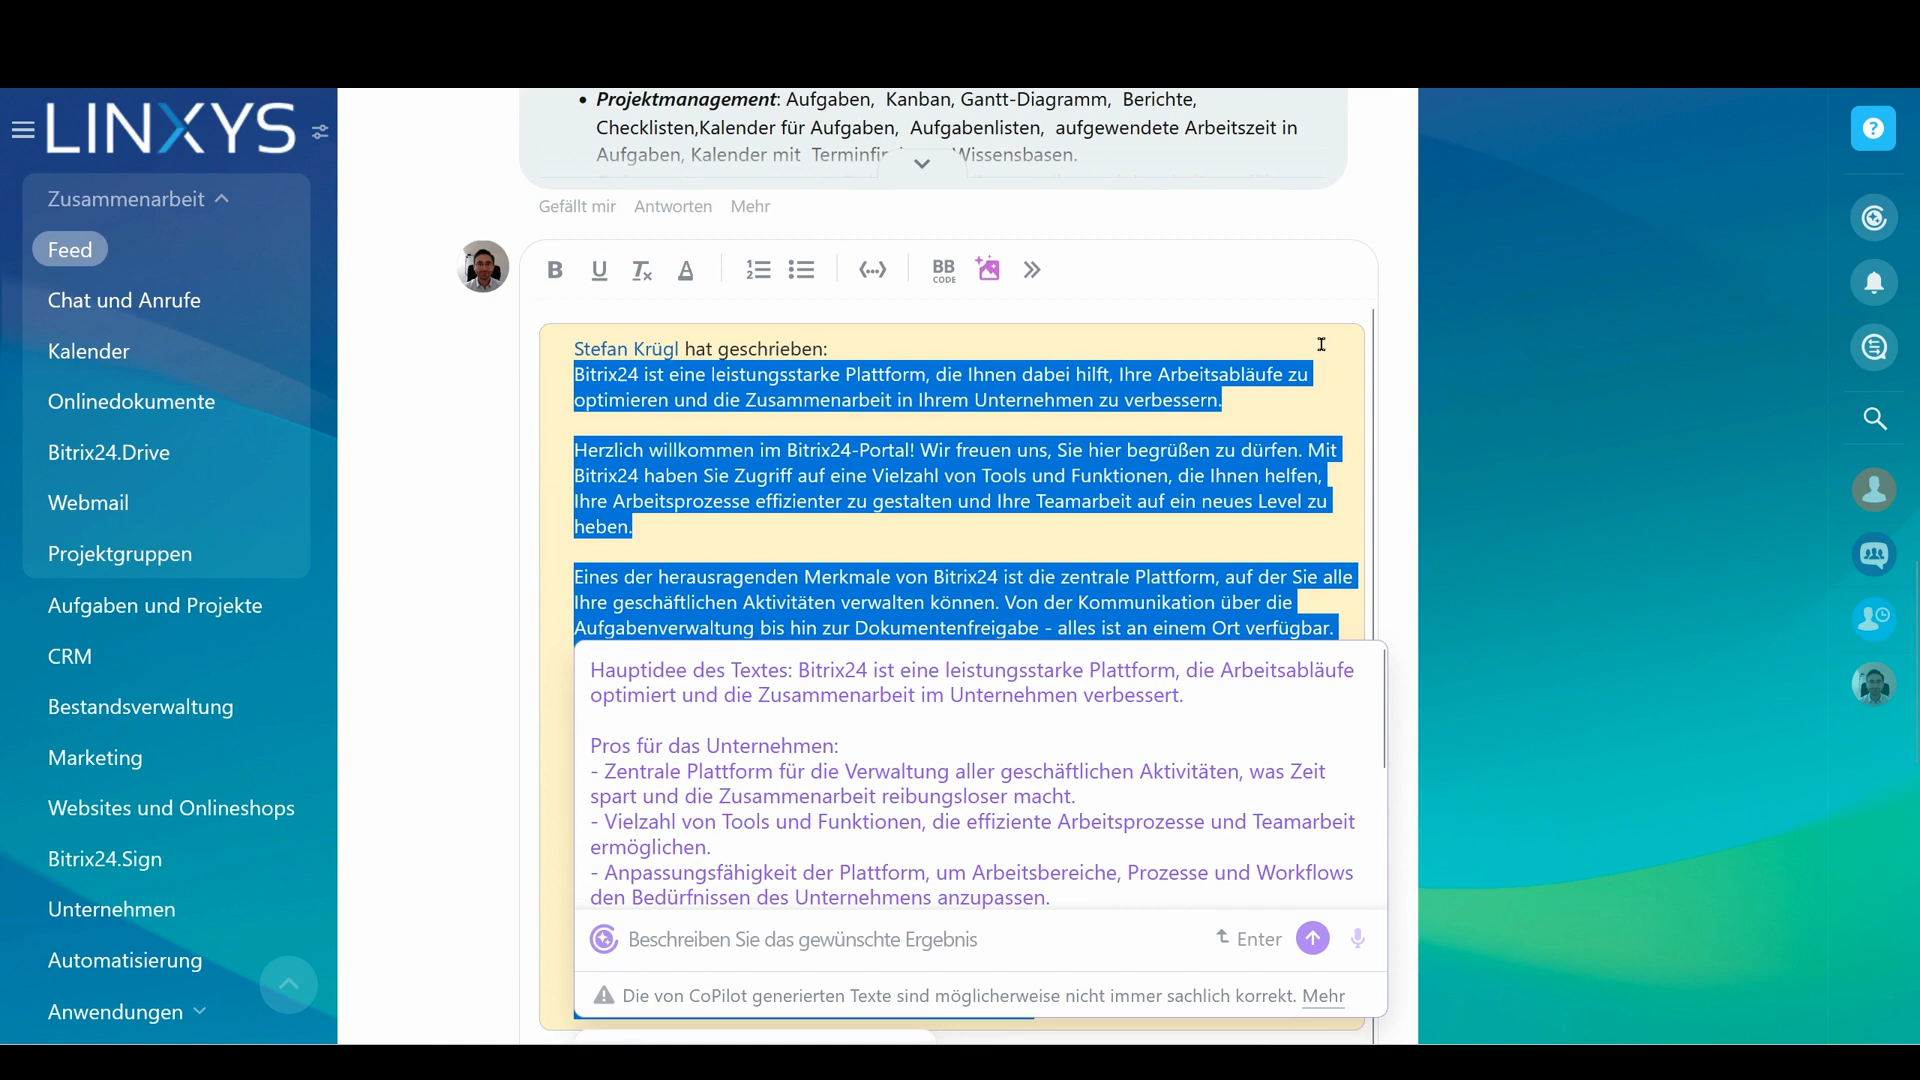 LINXYS
Zusammenarbeit
Feed
Chat und Anrufe
Kalender
Onlinedokumente
Bitrix24.Drive
Webmail
Projektgruppen
Aufgaben und Projekte
CRM
Bestandsverwaltung
Marketing
Websites und Onlineshops
Bitrix24.Sign
Unternehmen
Automatisierung
Anwendungen
• Projektmanagement: Aufgaben, Kanban, Gantt-Diagramm, Berichte,
Checklisten,Kalender für Aufgaben, Aufgabenlisten, aufgewendete Arbeitszeit in
Aufgaben, Kalender mit Wissensbasen.
Gefällt mir Antworten Mehr
B U Tx A BB CODE
Stefan Krügl hat geschrieben:
Bitrix24 ist eine leistungsstarke Plattform, die Ihnen dabei hilft, Ihre Arbeitsabläufe zu
optimieren und die Zusammenarbeit in Ihrem Unternehmen zu verbessern.
Herzlich willkommen im Bitrix24-Portal! Wir freuen uns, Sie hier begrüßen zu dürfen. Mit
Bitrix24 haben Sie Zugriff auf eine Vielzahl von Tools und Funktionen, die Ihnen helfen,
Ihre Arbeitsprozesse effizienter zu gestalten und Ihre Teamarbeit auf ein neues Level zu
heben.
Eines der herausragenden Merkmale von Bitrix24 ist die zentrale Plattform, auf der Sie alle
Ihre geschäftlichen Aktivitäten verwalten können. Von der Kommunikation über die
Aufgabenverwaltung bis hin zur Dokumentenfreigabe - alles ist an einem Ort verfügbar.
Hauptidee des Textes: Bitrix24 ist eine leistungsstarke Plattform, die Arbeitsabläufe
optimiert und die Zusammenarbeit im Unternehmen verbessert.
Pros für das Unternehmen:
- Zentrale Plattform für die Verwaltung aller geschäftlichen Aktivitäten, was Zeit
spart und die Zusammenarbeit reibungsloser macht.
- Vielzahl von Tools und Funktionen, die effiziente Arbeitsprozesse und Teamarbeit
ermöglichen.
- Anpassungsfähigkeit der Plattform, um Arbeitsbereiche, Prozesse und Workflows
den Bedürfnissen des Unternehmens anzupassen.
Beschreiben Sie das gewünschte Ergebnis Enter
Die von CoPilot generierten Texte sind möglicherweise nicht immer sachlich korrekt. Mehr